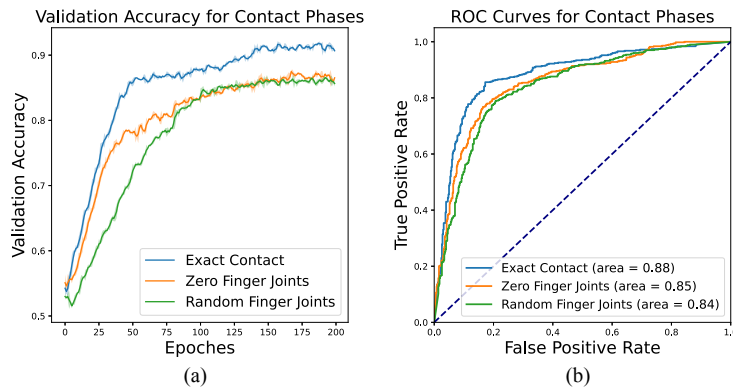 Validation Accuracy for Contact Phases
0.9
0.8
0.7
0.6
0.5
Validation Accuracy
Exact Contact
Zero Finger Joints
Random Finger Joints
0 25 50 75 100 125 150 175 200
Epoches
(a)
ROC Curves for Contact Phases
1.0
0.8
0.6
0.4
0.2
0.0
True Positive Rate
Exact Contact (area = 0.88)
Zero Finger Joints (area = 0.85)
Random Finger Joints (area = 0.84)
0.0 0.2 0.4 0.6 0.8 1.0
False Positive Rate
(b)